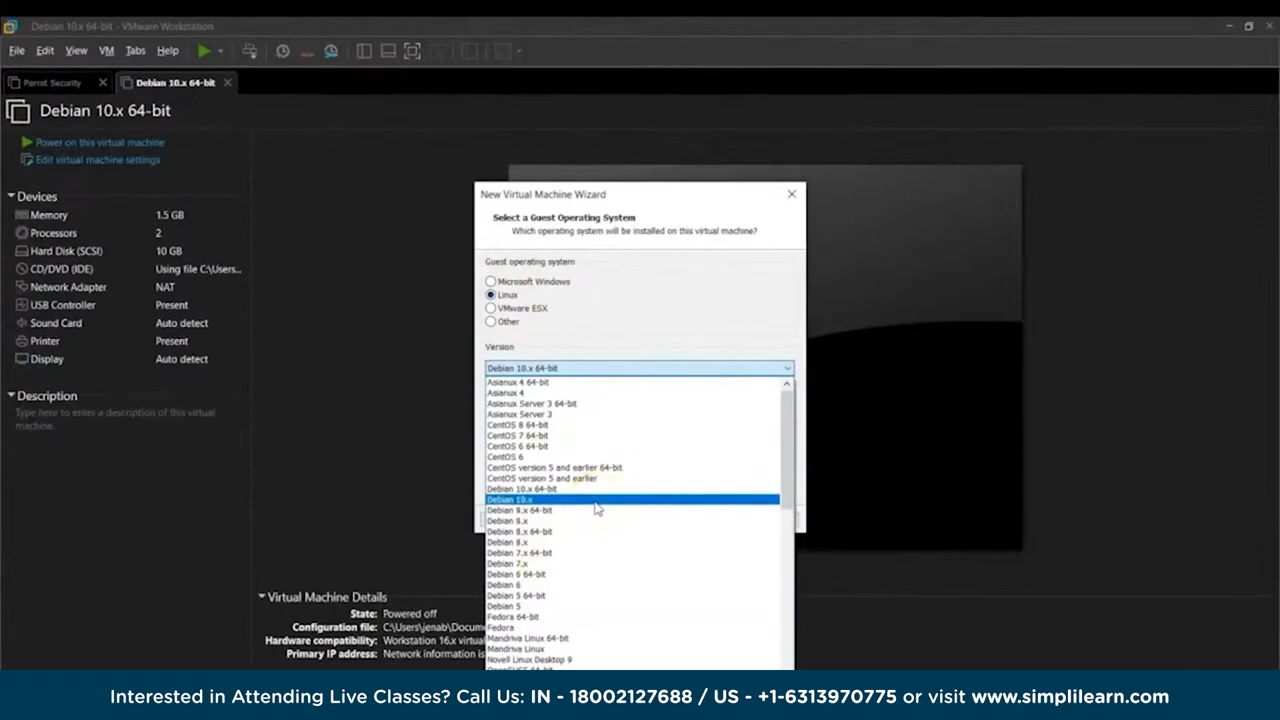 Debian 10.x 64-bit - VMware Workstation
File Edit View VM Tabs Help
Parrot Security
Debian 10.x 64-bit
Debian 10.x 64-bit
Power on this virtual machine
Edit virtual machine settings
Devices
Memory 1.5 GB
Processors 2
Hard Disk (SCSI) 10 GB
CD/DVD (IDE) Using file C:\Users...
Network Adapter NAT
USB Controller Present
Sound Card Auto detect
Printer Present
Display Auto detect
Description
Type here to enter a description of this virtual
machine.
New Virtual Machine Wizard
Select a Guest Operating System
Which operating system will be installed on this virtual machine?
Guest operating system
Microsoft Windows
Linux
VMware ESX
Other
Version
Debian 10.x 64-bit
Asianux 4 64-bit
Asianux 4
Asianux Server 3 64-bit
Asianux Server 3
CentOS 8 64-bit
CentOS 7 64-bit
CentOS 6 64-bit
CentOS 6
CentOS version 5 and earlier 64-bit
CentOS version 5 and earlier
Debian 10.x 64-bit
Debian 10.x
Debian 9.x 64-bit
Debian 9.x
Debian 8.x 64-bit
Debian 8.x
Debian 7.x 64-bit
Debian 7.x
Debian 6 64-bit
Debian 6
Debian 5 64-bit
Debian 5
Fedora 64-bit
Fedora
Mandriva Linux 64-bit
Mandriva Linux
Novell Linux Desktop 9
Virtual Machine Details
State: Powered off
Configuration file: C:\Users\jenab\Docum
Hardware compatibility: Workstation 16.x virtual
Primary IP address: Network information is
Interested in Attending Live Classes? Call Us: IN - 18002127688 / US - +1-6313970775 or visit www.simplilearn.com